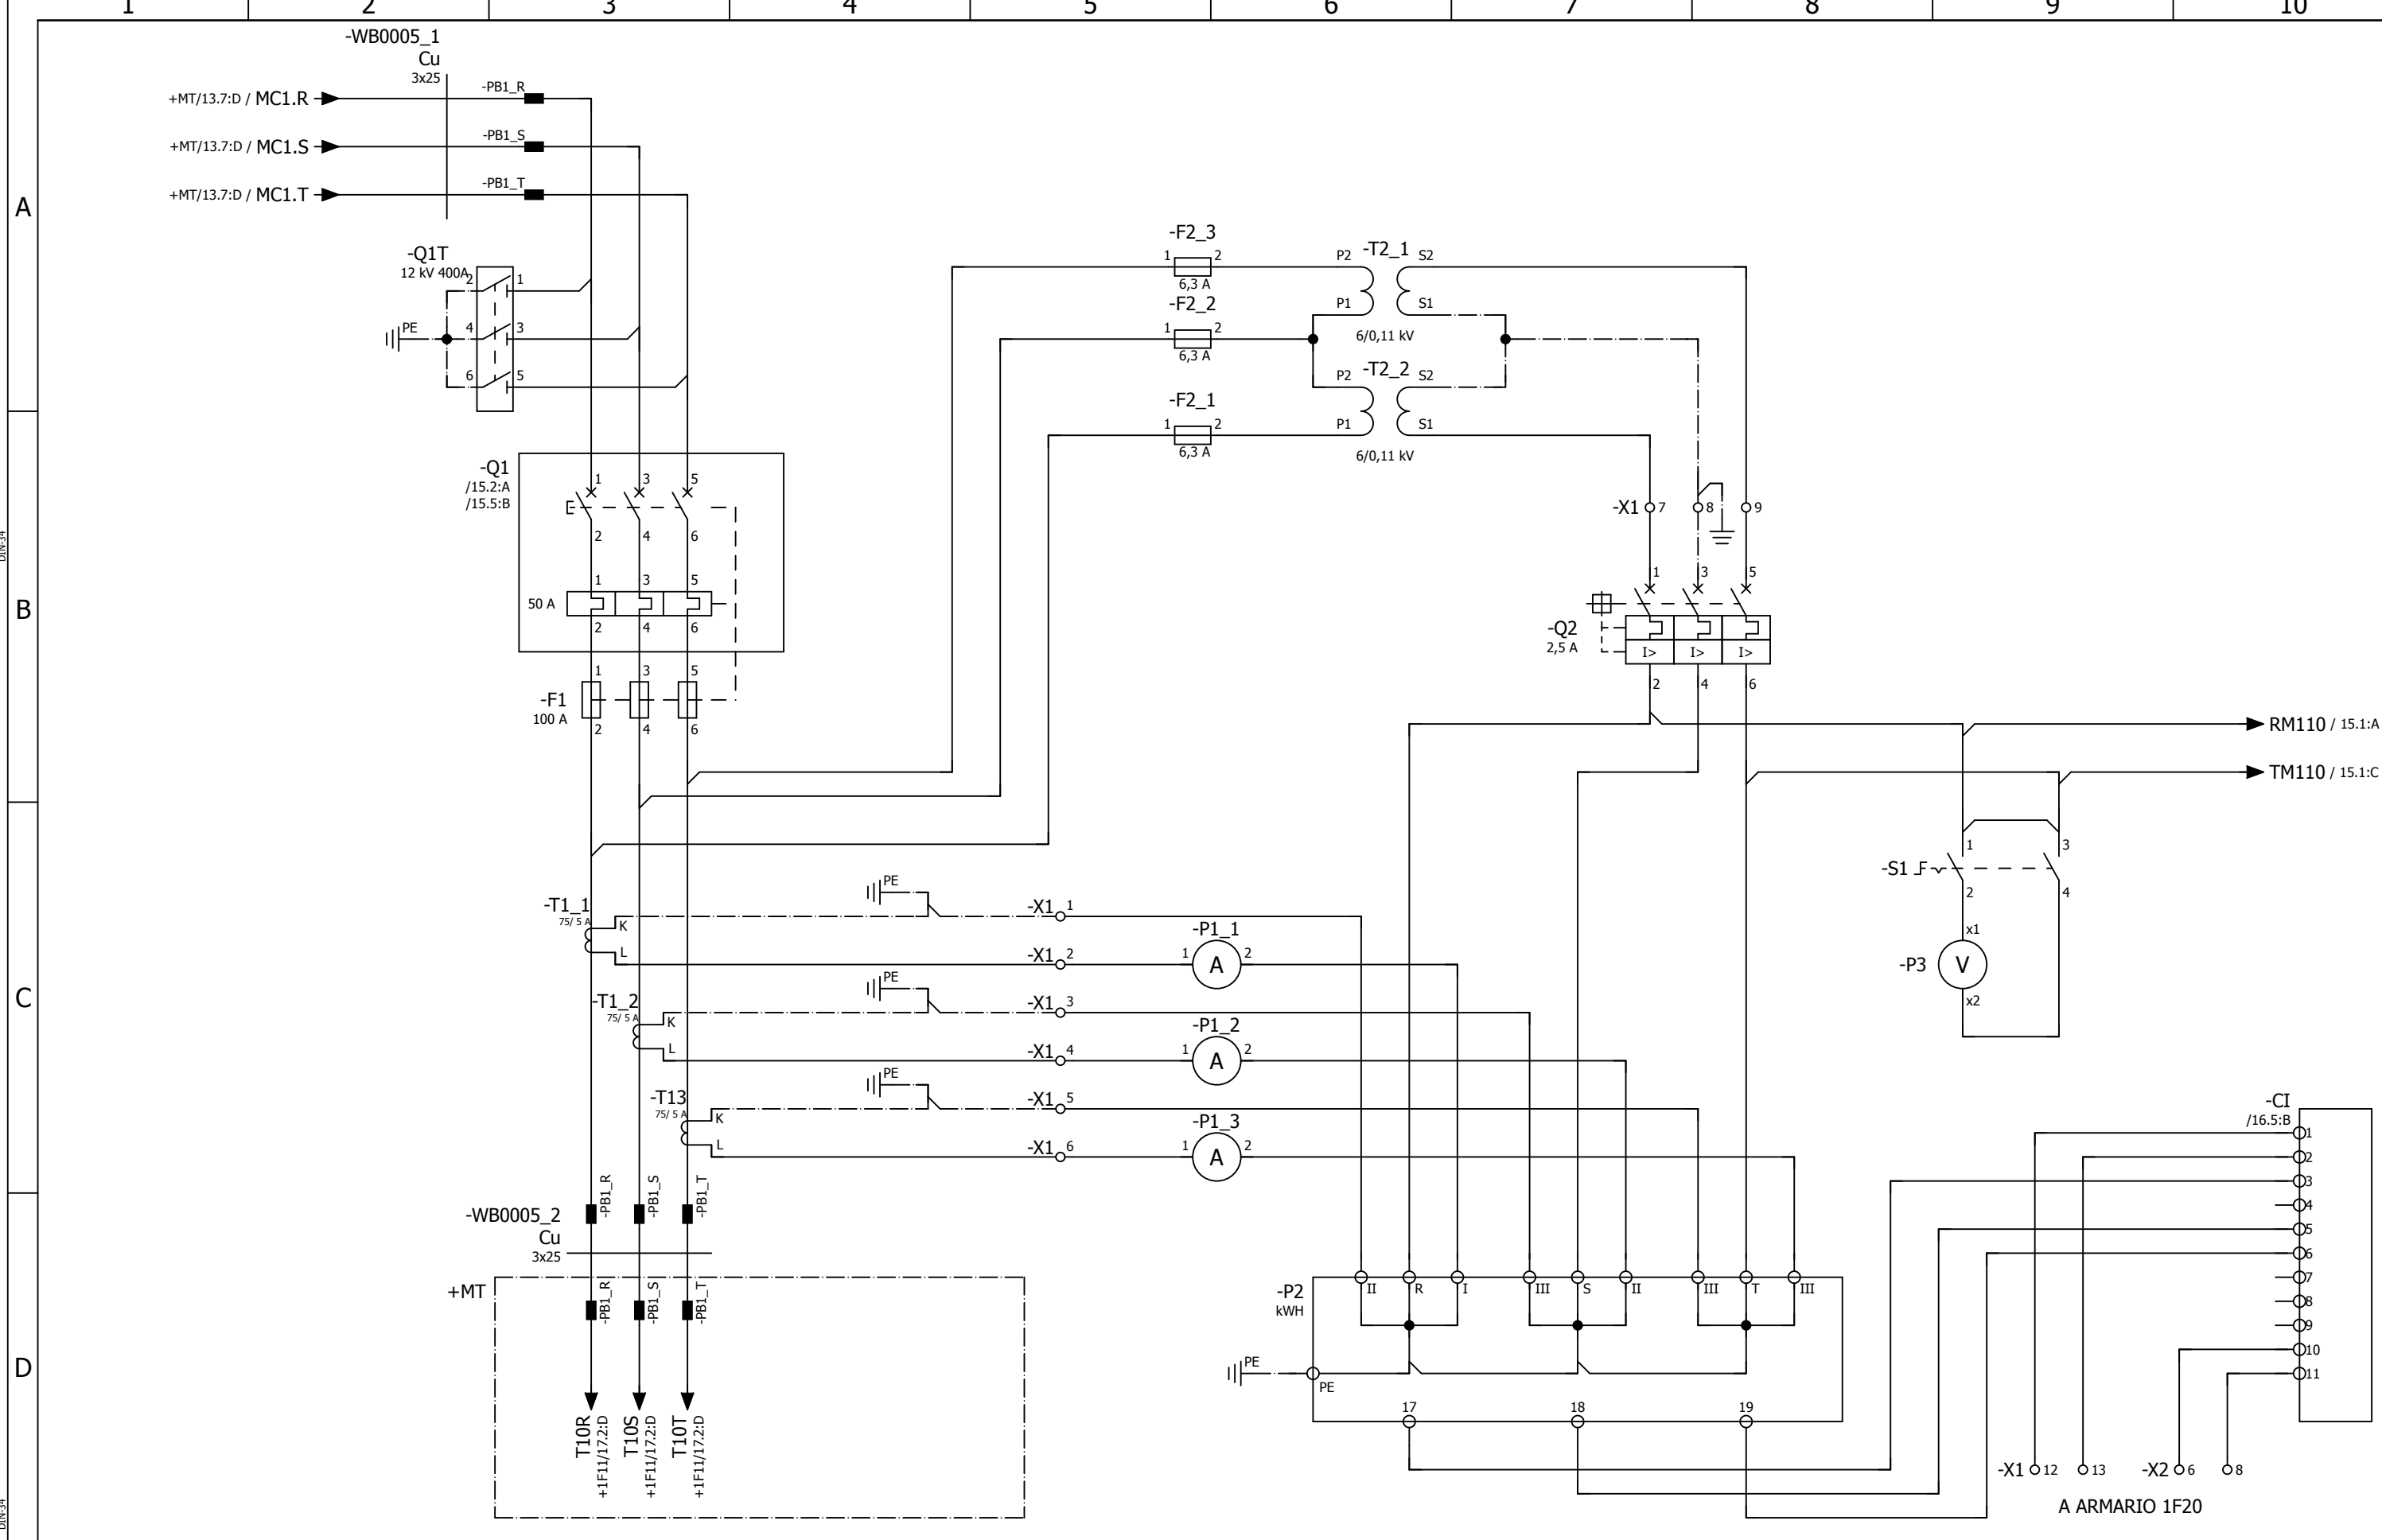 1 2 3 4 5 6 7 8 9 10
-WB0005_1
Cu
3x25
+MT/13.7:D / MC1.R
-PB1_R
+MT/13.7:D / MC1.S
-PB1_S
+MT/13.7:D / MC1.T
-PB1_T
A
-Q1T
12 kV 400A
2 1
PE 4 3
6 5
-F2_3
1 2
6,3 A
-F2_2
1 2
6,3 A
-F2_1
1 2
6,3 A
P2 -T2_1 S2
P1 S1
6/0,11 kV
P2 -T2_2 S2
P1 S1
6/0,11 kV
-Q1
/15.2:A
/15.5:B
1 3 5
2 4 6
1 3 5
50 A
2 4 6
B
-F1
100 A
1 3 5
2 4 6
-X1 7 8 9
1 3 5
-Q2
2,5 A
I> I> I>
2 4 6
RM110 / 15.1:A
TM110 / 15.1:C
-S1
1 3
2 4
x1
-P3 V
x2
C
-T1_1
75/ 5 A
K
L
PE
-X1 1
-X1 2
-P1_1
1 A 2
-T1_2
75/ 5 A
K
L
PE
-X1 3
-X1 4
-P1_2
1 A 2
-T13
75/ 5 A
K
L
PE
-X1 5
-X1 6
-P1_3
1 A 2
-PB1_R -PB1_S -PB1_T
-WB0005_2
Cu
3x25
+MT
-PB1_R -PB1_S -PB1_T
D
T10R
+1F11/17.2:D
T10S
+1F11/17.2:D
T10T
+1F11/17.2:D
-P2
kWH
II R I III S II III T III
PE
PE
17 18 19
-CI
/16.5:B
1
2
3
4
5
6
7
8
9
10
11
-X1 12 13 -X2 6 8
A ARMARIO 1F20
DIN-34
DIN-34